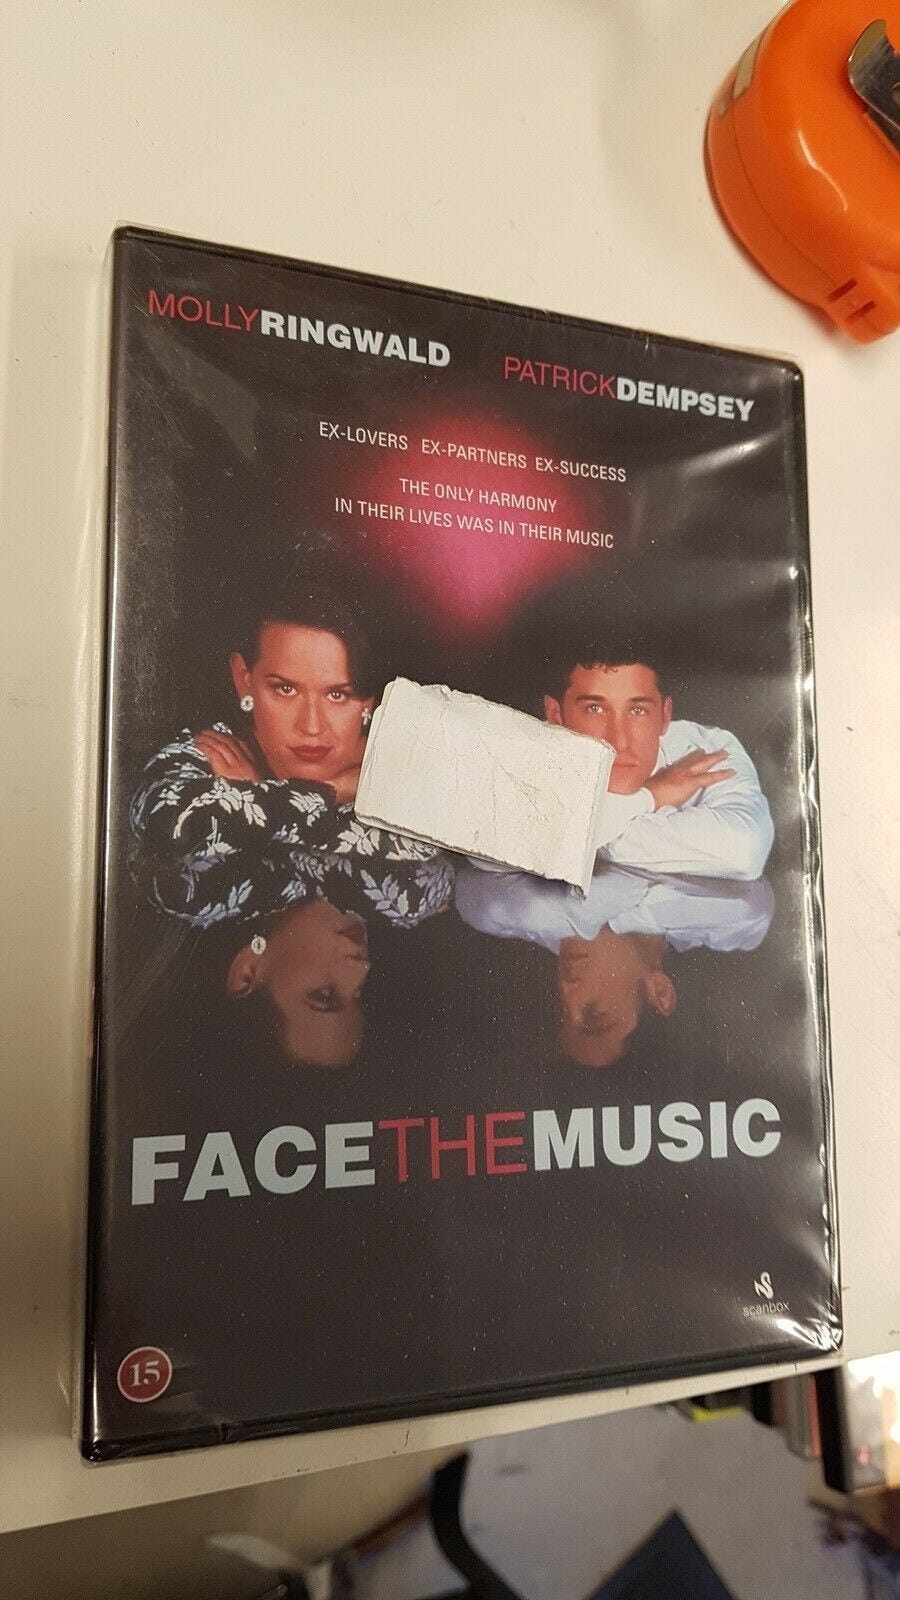 MOLLYRINGWALD
PATRICKDEMPSEY
EX-LOVERS EX-PARTNERS EX-SUCCESS
THE ONLY HARMONY
IN THEIR LIVES WAS IN THEIR MUSIC
FACETHEMUSIC
scanbox
15